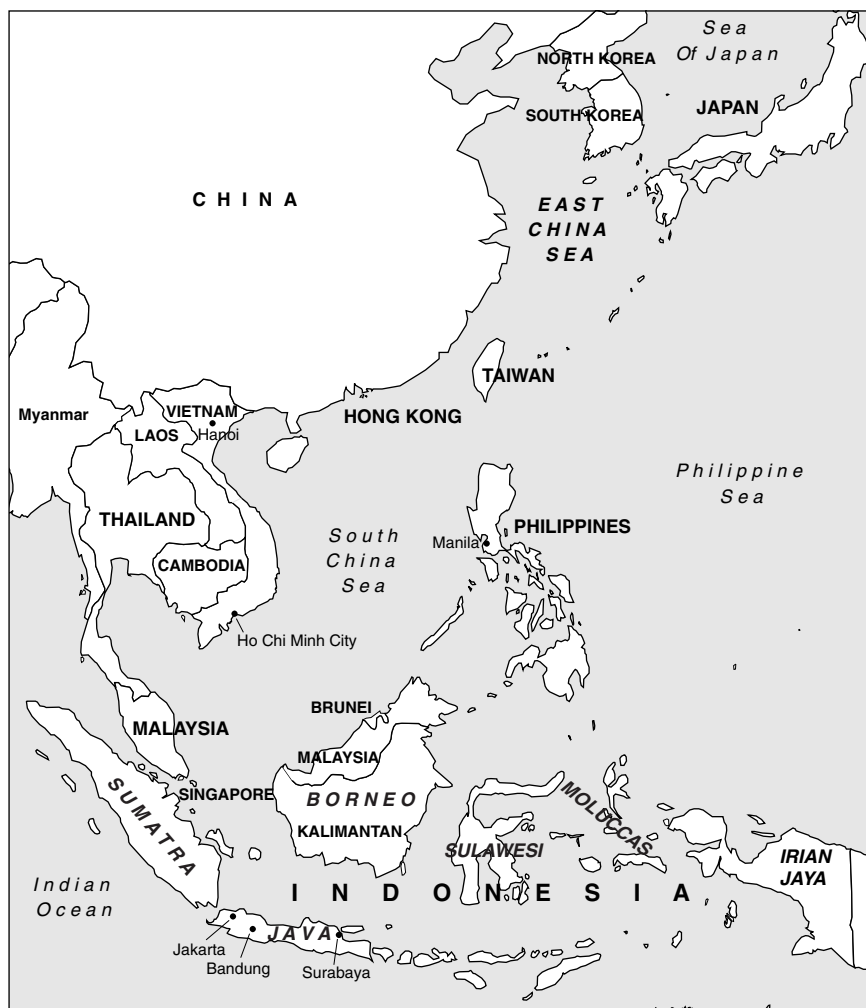 Sea
Of Japan
NORTH KOREA
SOUTH KOREA
JAPAN
CHINA
EAST
CHINA
SEA
TAIWAN
Myanmar
VIETNAM
Hanoi
LAOS
HONG KONG
Philippine
Sea
THAILAND
South
China
Sea
PHILIPPINES
Manila
CAMBODIA
Ho Chi Minh City
BRUNEI
MALAYSIA
MALAYSIA
SINGAPORE
SUMATRA
BORNEO
KALIMANTAN
MOLUCCAS
SULAWESI
IRIAN
JAYA
Indian
Ocean
INDONESIA
JAVA
Jakarta
Bandung
Surabaya